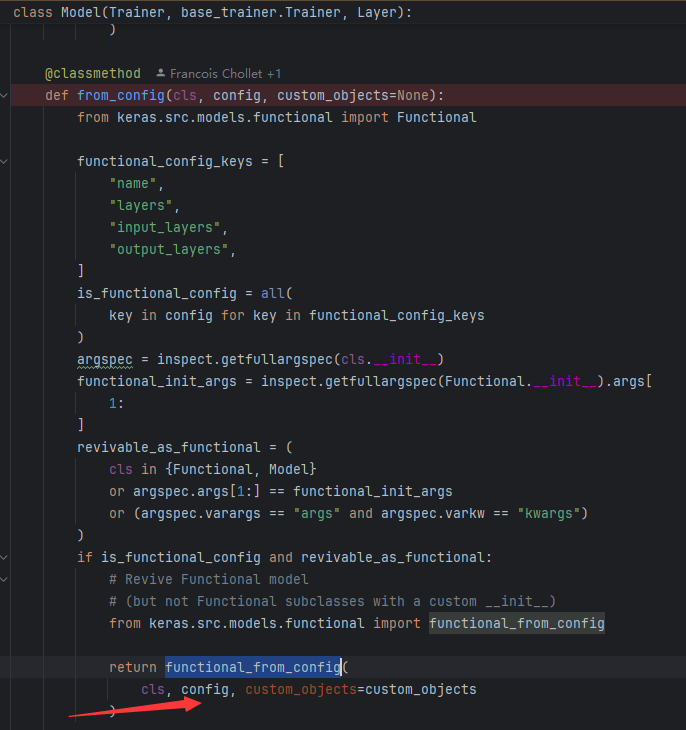 class Model(Trainer, base_trainer.Trainer, Layer):
)
@classmethod Francois Chollet +1
def from_config(cls, config, custom_objects=None):
from keras.src.models.functional import Functional
functional_config_keys = [
"name",
"layers",
"input_layers",
"output_layers",
]
is_functional_config = all(
key in config for key in functional_config_keys
)
argspec = inspect.getfullargspec(cls.__init__)
functional_init_args = inspect.getfullargspec(Functional.__init__).args[
1:
]
revivable_as_functional = (
cls in {Functional, Model}
or argspec.args[1:] == functional_init_args
or (argspec.varargs == "args" and argspec.varkw == "kwargs")
)
if is_functional_config and revivable_as_functional:
# Revive Functional model
# (but not Functional subclasses with a custom __init__)
from keras.src.models.functional import functional_from_config
return functional_from_config(
cls, config, custom_objects=custom_objects
)